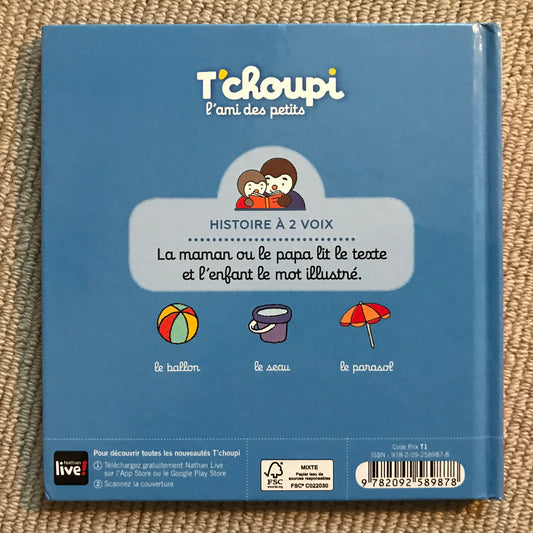 T'choupi
l'ami des petits
HISTOIRE À 2 VOIX
La maman ou le papa lit le texte
et l'enfant le mot illustré.
le ballon
le seau
le parasol
Nathan
live!
Pour découvrir toutes les nouveautés T'choupi
1 Téléchargez gratuitement Nathan Live
sur l'App Store ou le Google Play Store
2 Scannez la couverture
FSC
www.fsc.org
MIXTE
Papier issu de
sources responsables
FSC® C022030
Code Prix T1
ISBN : 978-2-09-258987-8
9 782092 589878